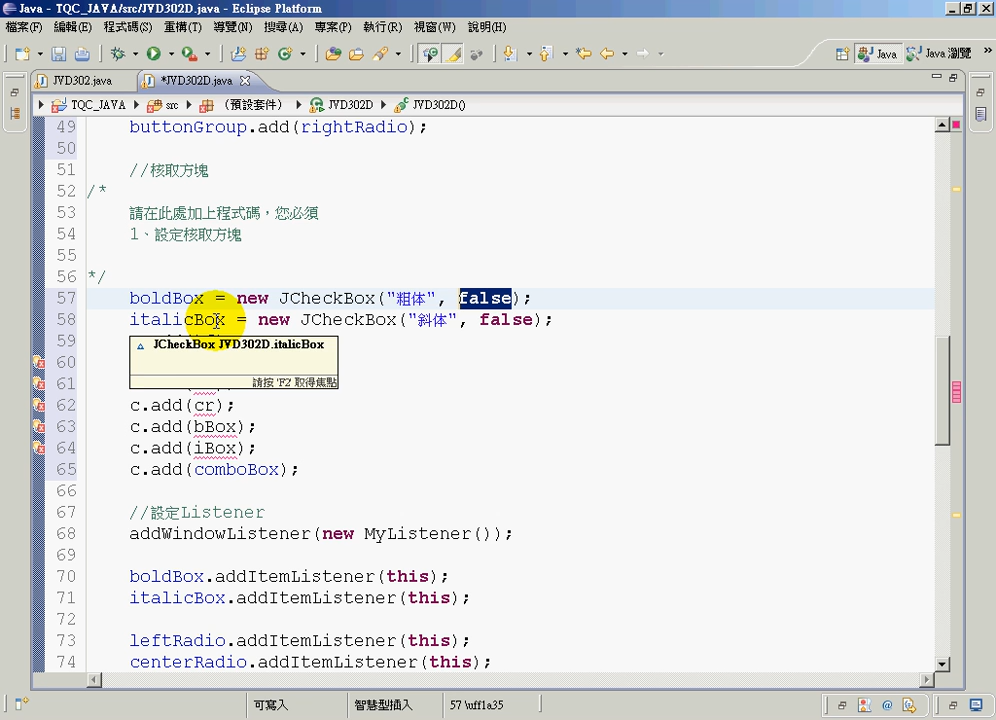 Java - TQC_JAVA/src/JVD302D.java - Eclipse Platform
檔案(F) 編輯(E) 程式碼(S) 重構(T) 導覽(N) 搜尋(A) 專案(P) 執行(R) 視窗(W) 說明(H)
Java Java 瀏覽 »
JVD302.java *JVD302D.java
TQC_JAVA src (預設套件) JVD302D JVD302D()
49 buttonGroup.add(rightRadio);
50
51 //核取方塊
52 /*
53 請在此處加上程式碼，您必須
54 1、設定核取方塊
55
56 */
57 boldBox = new JCheckBox("粗体", false);
58 italicBox = new JCheckBox("斜体", false);
59
JCheckBox JVD302D.italicBox
60
請按 'F2' 取得焦點
61
62 c.add(cr);
63 c.add(bBox);
64 c.add(iBox);
65 c.add(comboBox);
66
67 //設定Listener
68 addWindowListener(new MyListener());
69
70 boldBox.addItemListener(this);
71 italicBox.addItemListener(this);
72
73 leftRadio.addItemListener(this);
74 centerRadio.addItemListener(this);
可寫入 智慧型插入 57 \uff1a35